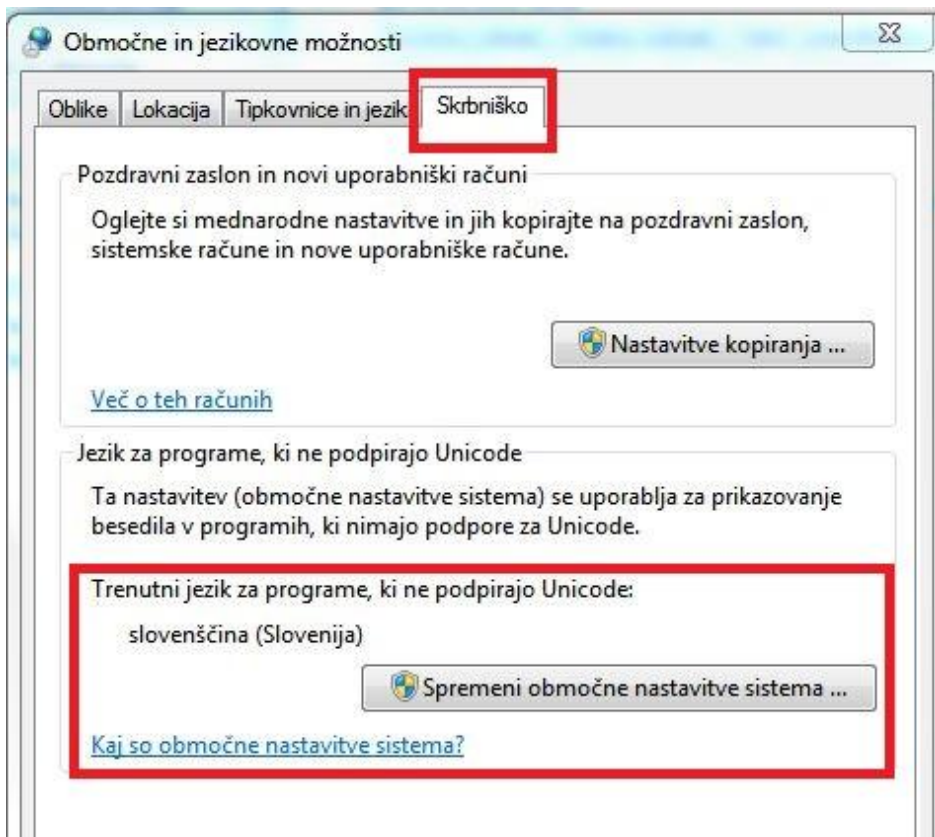 Območne in jezikovne možnosti
Oblike Lokacija Tipkovnice in jezik Skrbniško
Pozdravni zaslon in novi uporabniški računi
Oglejte si mednarodne nastavitve in jih kopirajte na pozdravni zaslon,
sistemske račune in nove uporabniške račune.
Nastavitve kopiranja ...
Več o teh računih
Jezik za programe, ki ne podpirajo Unicode
Ta nastavitev (območne nastavitve sistema) se uporablja za prikazovanje
besedila v programih, ki nimajo podpore za Unicode.
Trenutni jezik za programe, ki ne podpirajo Unicode:
slovenščina (Slovenija)
Spremeni območne nastavitve sistema ...
Kaj so območne nastavitve sistema?